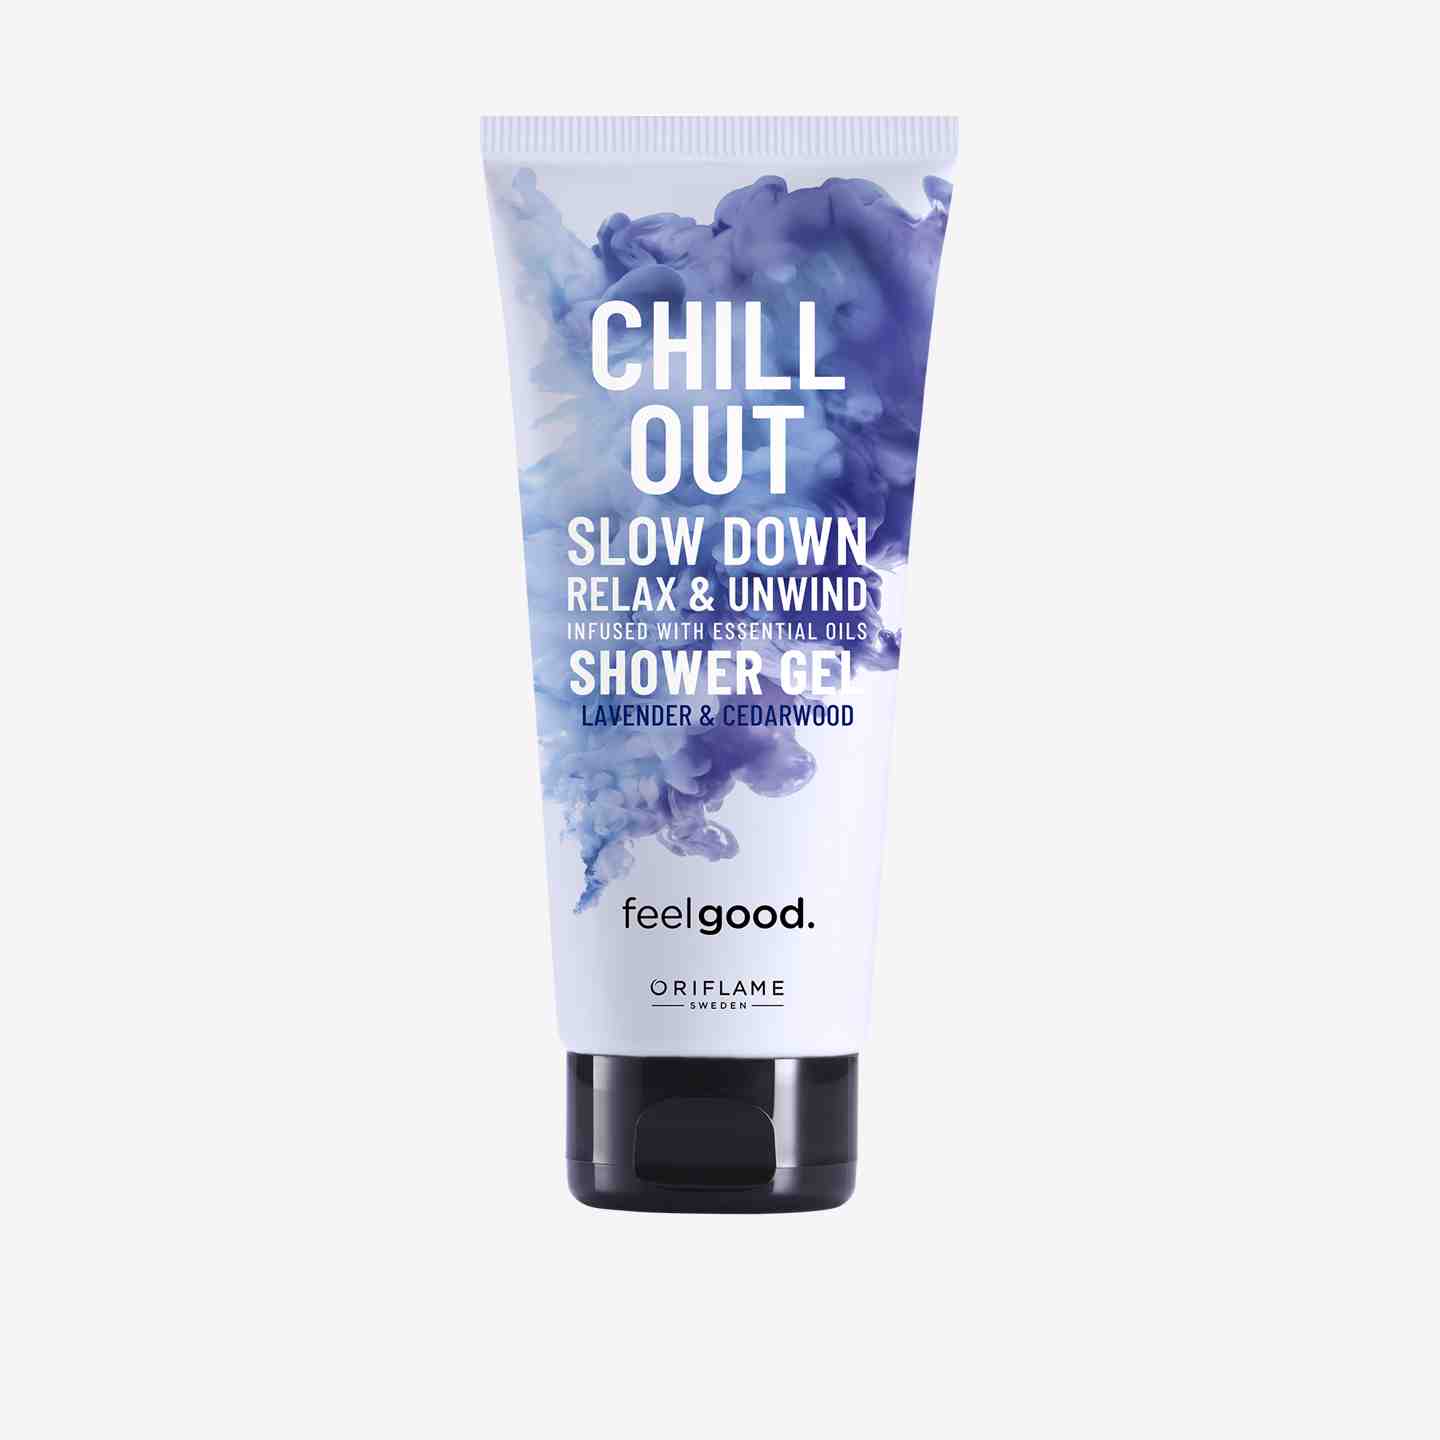 CHILL
OUT
SLOW DOWN
RELAX & UNWIND
INFUSED WITH ESSENTIAL OILS
SHOWER GEL
LAVENDER & CEDARWOOD
feelgood.
ORIFLAME
SWEDEN